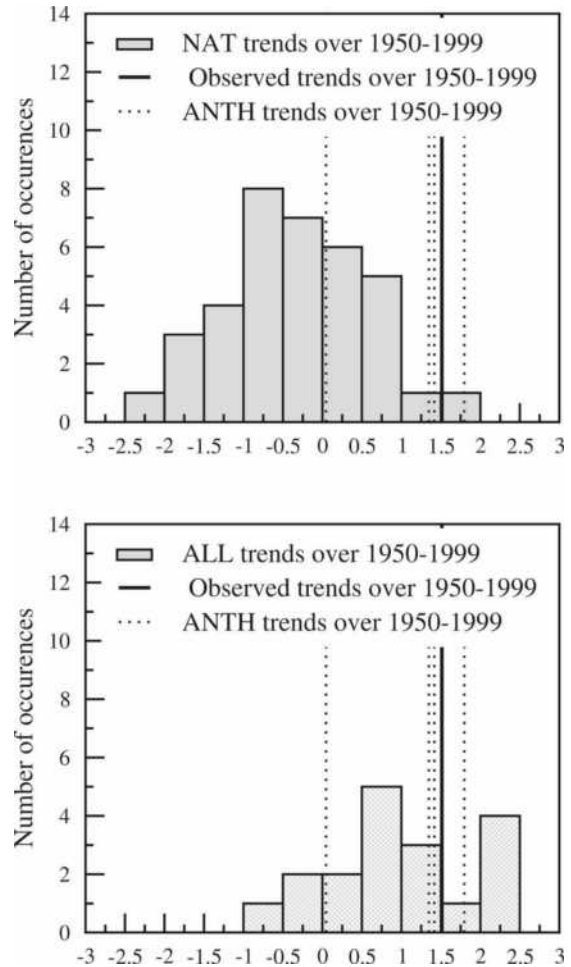 14
NAT trends over 1950-1999
12
Observed trends over 1950-1999
ANTH trends over 1950-1999
10
8
6
4
2
0
Number of occurences
-3 -2.5 -2 -1.5 -1 -0.5 0 0.5 1 1.5 2 2.5 3
14
ALL trends over 1950-1999
12
Observed trends over 1950-1999
ANTH trends over 1950-1999
10
8
6
4
2
0
Number of occurences
-3 -2.5 -2 -1.5 -1 -0.5 0 0.5 1 1.5 2 2.5 3